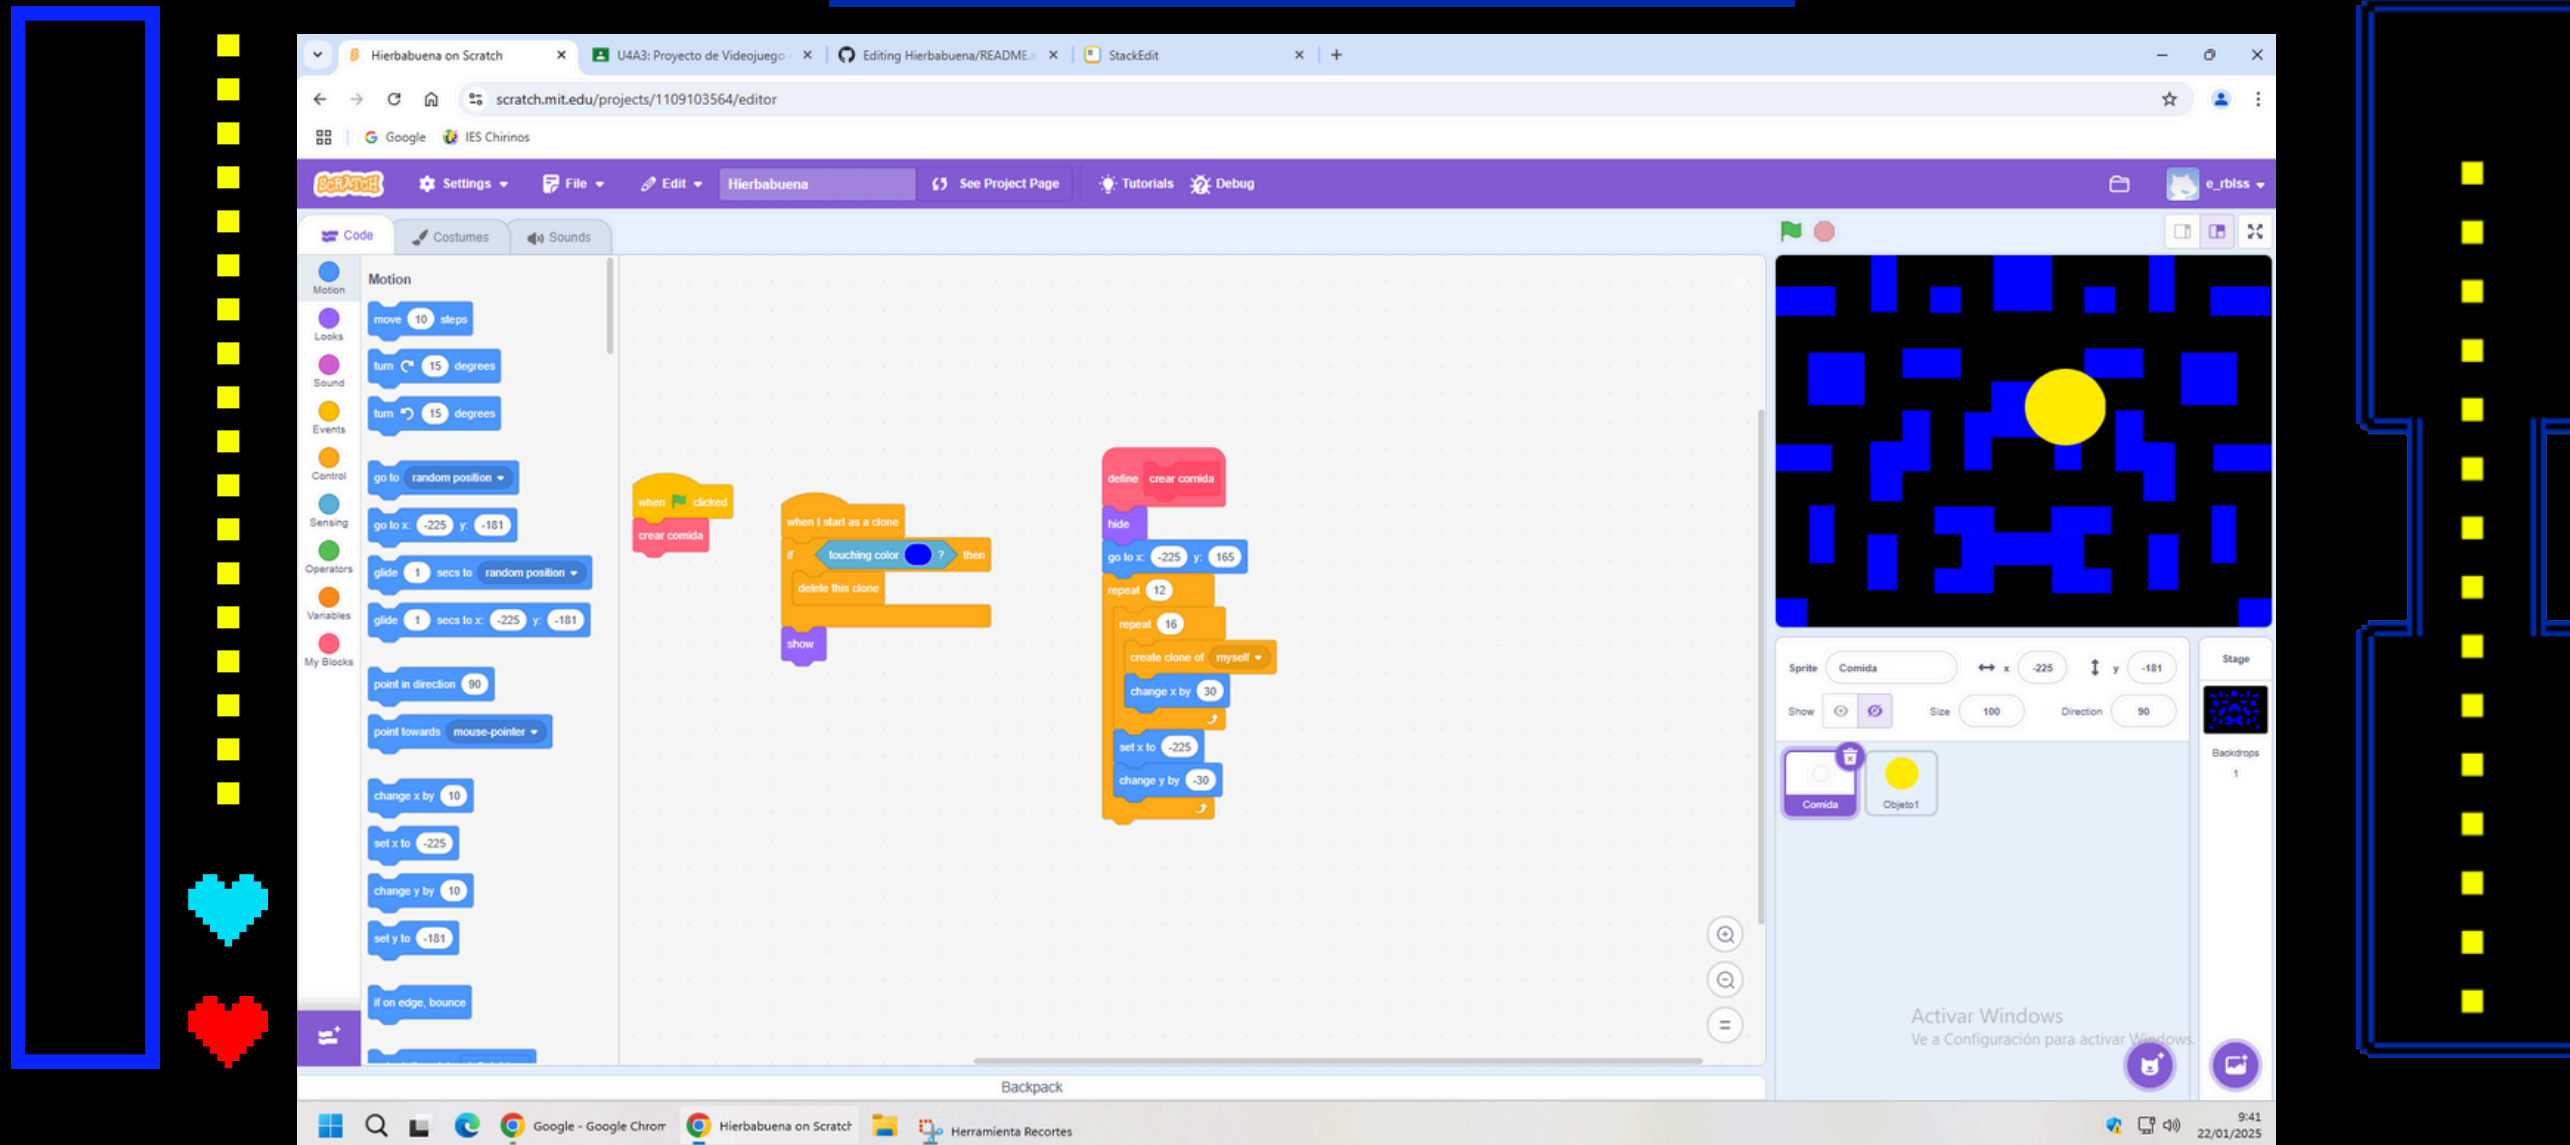 Hierbabuena on Scratch
U4A3: Proyecto de Videojuego
Editing Hierbabuena/README.
StackEdit
scratch.mit.edu/projects/1109103564/editor
Google
IES Chirinos
SCRATCH
Settings
File
Edit
Hierbabuena
See Project Page
Tutorials
Debug
e_rblss
Code
Costumes
Sounds
Motion
Looks
Sound
Events
Control
Sensing
Operators
Variables
My Blocks
Motion
move 10 steps
turn 15 degrees
turn 15 degrees
go to random position
go to x: -225 y: -181
glide 1 secs to random position
glide 1 secs to x: -225 y: -181
point in direction 90
point towards mouse-pointer
change x by 10
set x to -225
change y by 10
set y to -181
if on edge, bounce
when clicked
crear comida
when I start as a clone
if touching color ? then
delete this clone
show
define crear comida
hide
go to x: -225 y: 165
repeat 12
repeat 16
create clone of myself
change x by 30
set x to -225
change y by -30
Sprite Comida x -225 y -181
Show Size 100 Direction 90
Comida
Objeto1
Stage
Backdrops
1
Activar Windows
Ve a Configuración para activar Windows.
Backpack
Google - Google Chrom
Hierbabuena on Scratch
Herramienta Recortes
9:41
22/01/2025